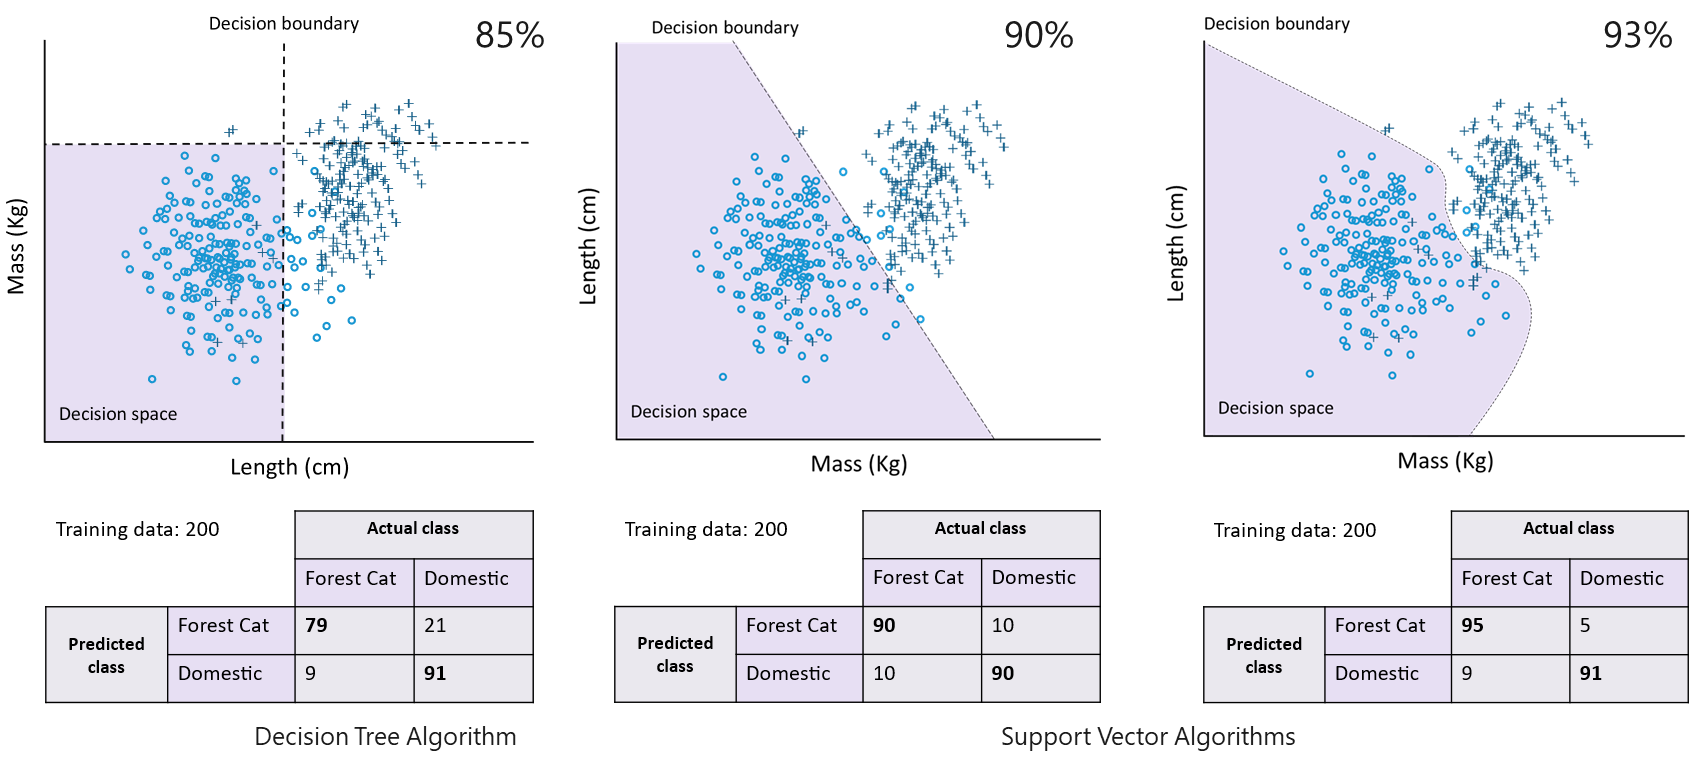 Decision boundary
85%
Mass (Kg)
Decision space
Length (cm)
Decision boundary
90%
Length (cm)
Decision space
Mass (Kg)
Decision boundary
93%
Length (cm)
Decision space
Mass (Kg)
Training data: 200
Actual class
Forest Cat Domestic
Predicted class
Forest Cat 79 21
Domestic 9 91
Training data: 200
Actual class
Forest Cat Domestic
Predicted class
Forest Cat 90 10
Domestic 10 90
Training data: 200
Actual class
Forest Cat Domestic
Predicted class
Forest Cat 95 5
Domestic 9 91
Decision Tree Algorithm
Support Vector Algorithms